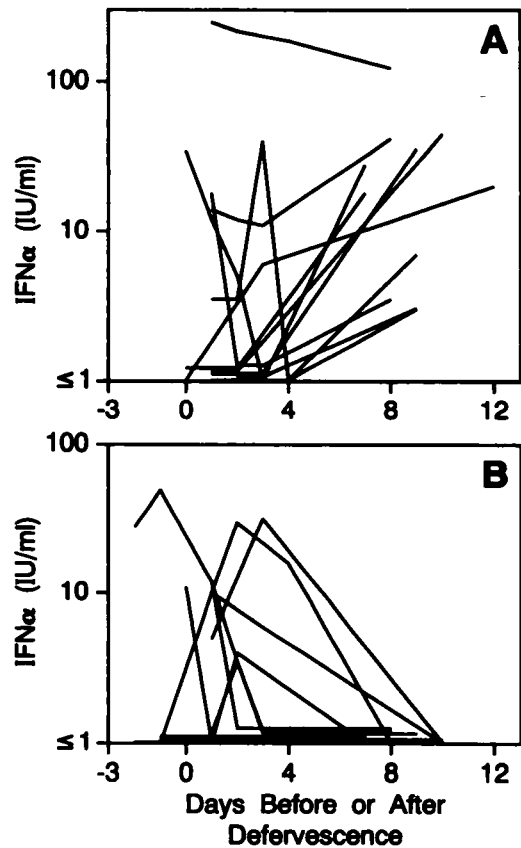 A
100
10
≤ 1
IFNα (IU/ml)
-3 0 4 8 12
B
100
10
≤ 1
IFNα (IU/ml)
-3 0 4 8 12
Days Before or After
Defervescence